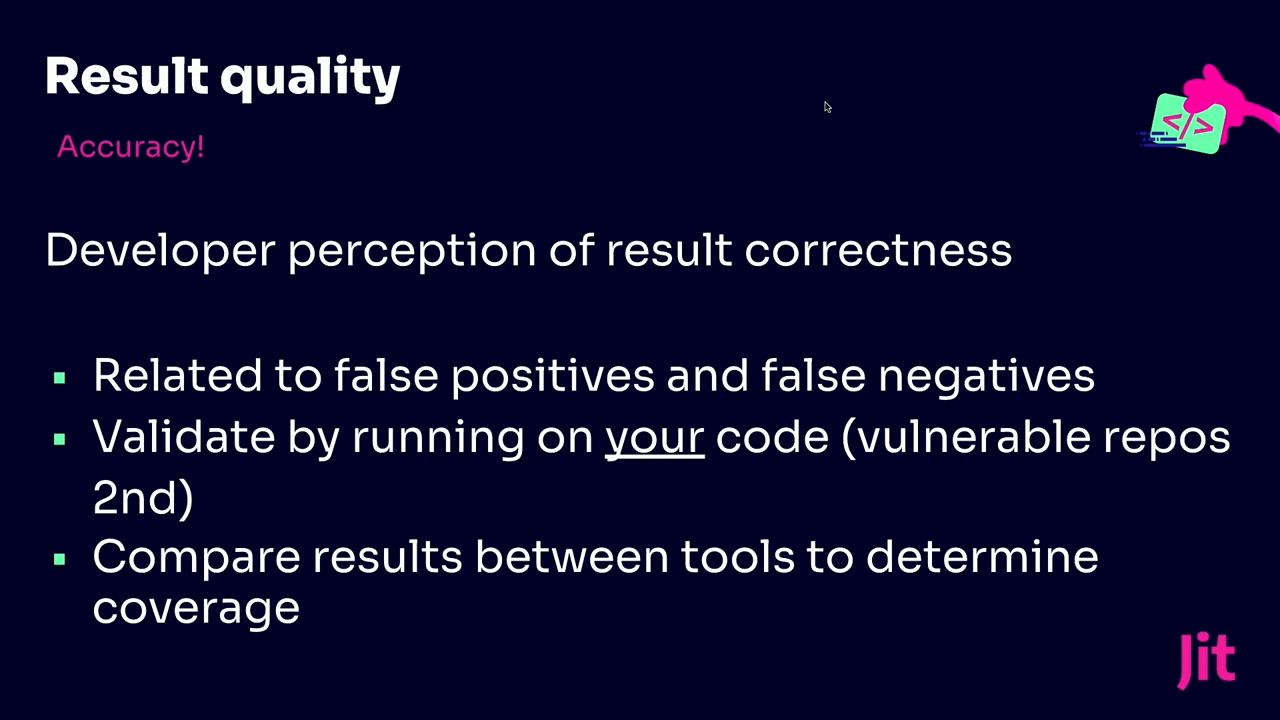 Result quality
Accuracy!
</>
Developer perception of result correctness
▪ Related to false positives and false negatives
▪ Validate by running on your code (vulnerable repos
2nd)
▪ Compare results between tools to determine
coverage
Jit